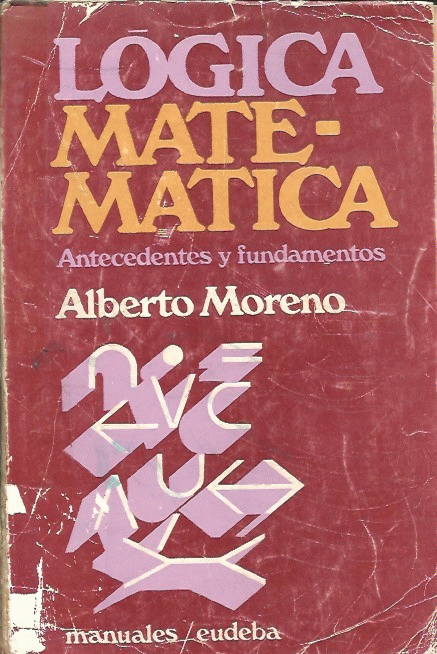 LOGICA
MATE-
MATICA
Antecedentes y fundamentos
Alberto Moreno
manuales/eudeba